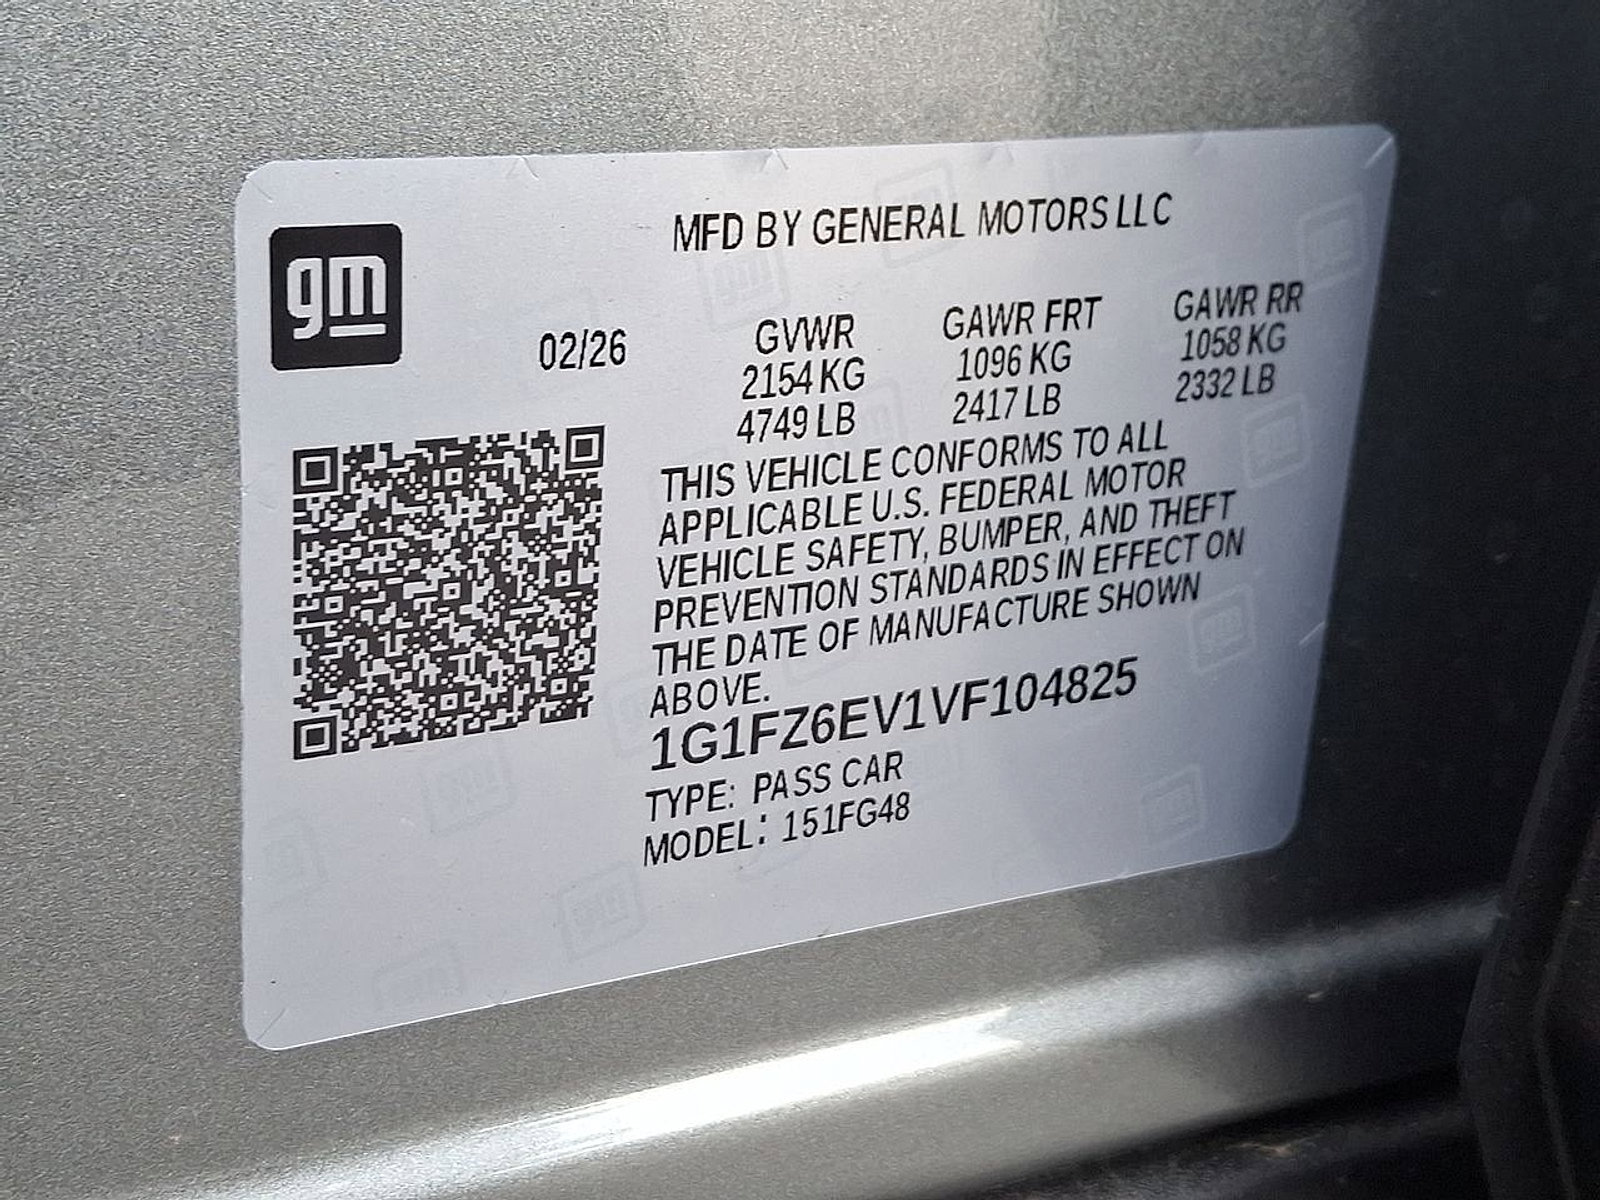 MFD BY GENERAL MOTORS LLC
gm
02/26
GVWR GAWR FRT GAWR RR
2154 KG 1096 KG 1058 KG
4749 LB 2417 LB 2332 LB
THIS VEHICLE CONFORMS TO ALL
APPLICABLE U.S. FEDERAL MOTOR
VEHICLE SAFETY, BUMPER, AND THEFT
PREVENTION STANDARDS IN EFFECT ON
THE DATE OF MANUFACTURE SHOWN
ABOVE.
1G1FZ6EV1VF104825
TYPE: PASS CAR
MODEL: 151FG48